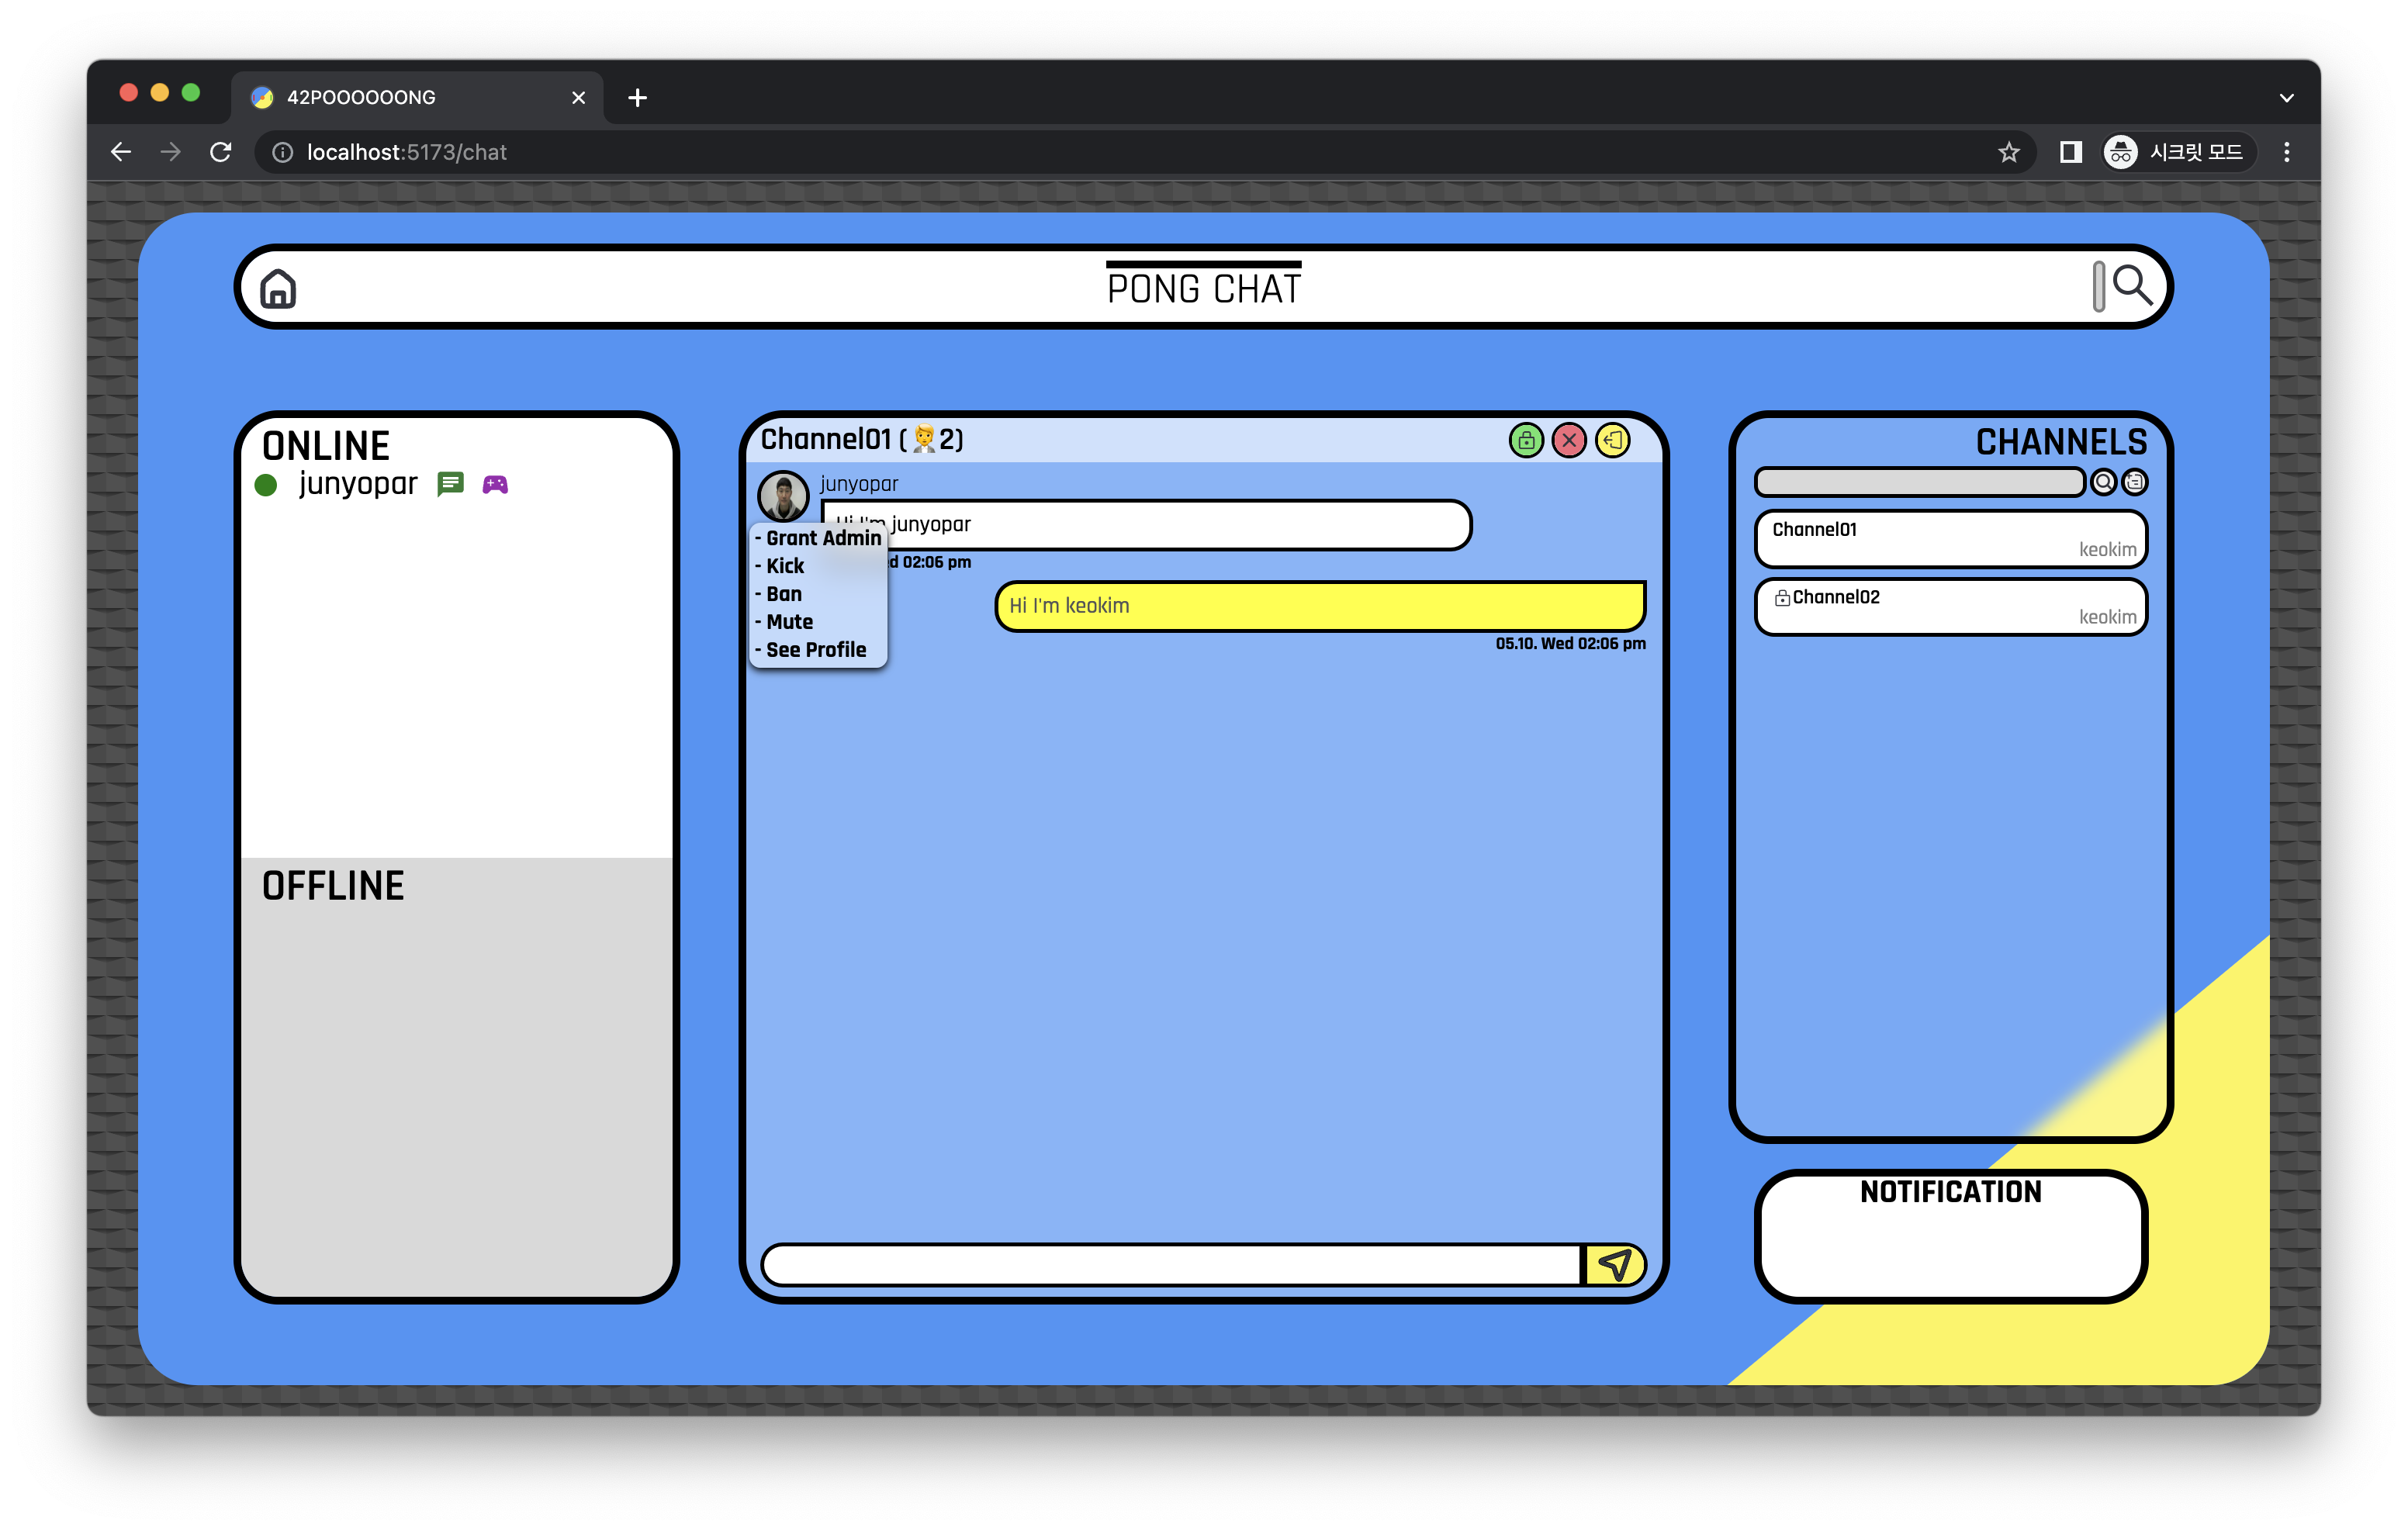 42POOOOOONG
localhost:5173/chat
시크릿 모드
PONG CHAT
ONLINE
junyopar
OFFLINE
Channel01 (2)
junyopar
Hi I'm junyopar
- Grant Admin
- Kick
- Ban
- Mute
- See Profile
d 02:06 pm
Hi I'm keokim
05.10. Wed 02:06 pm
CHANNELS
Channel01
keokim
Channel02
keokim
NOTIFICATION